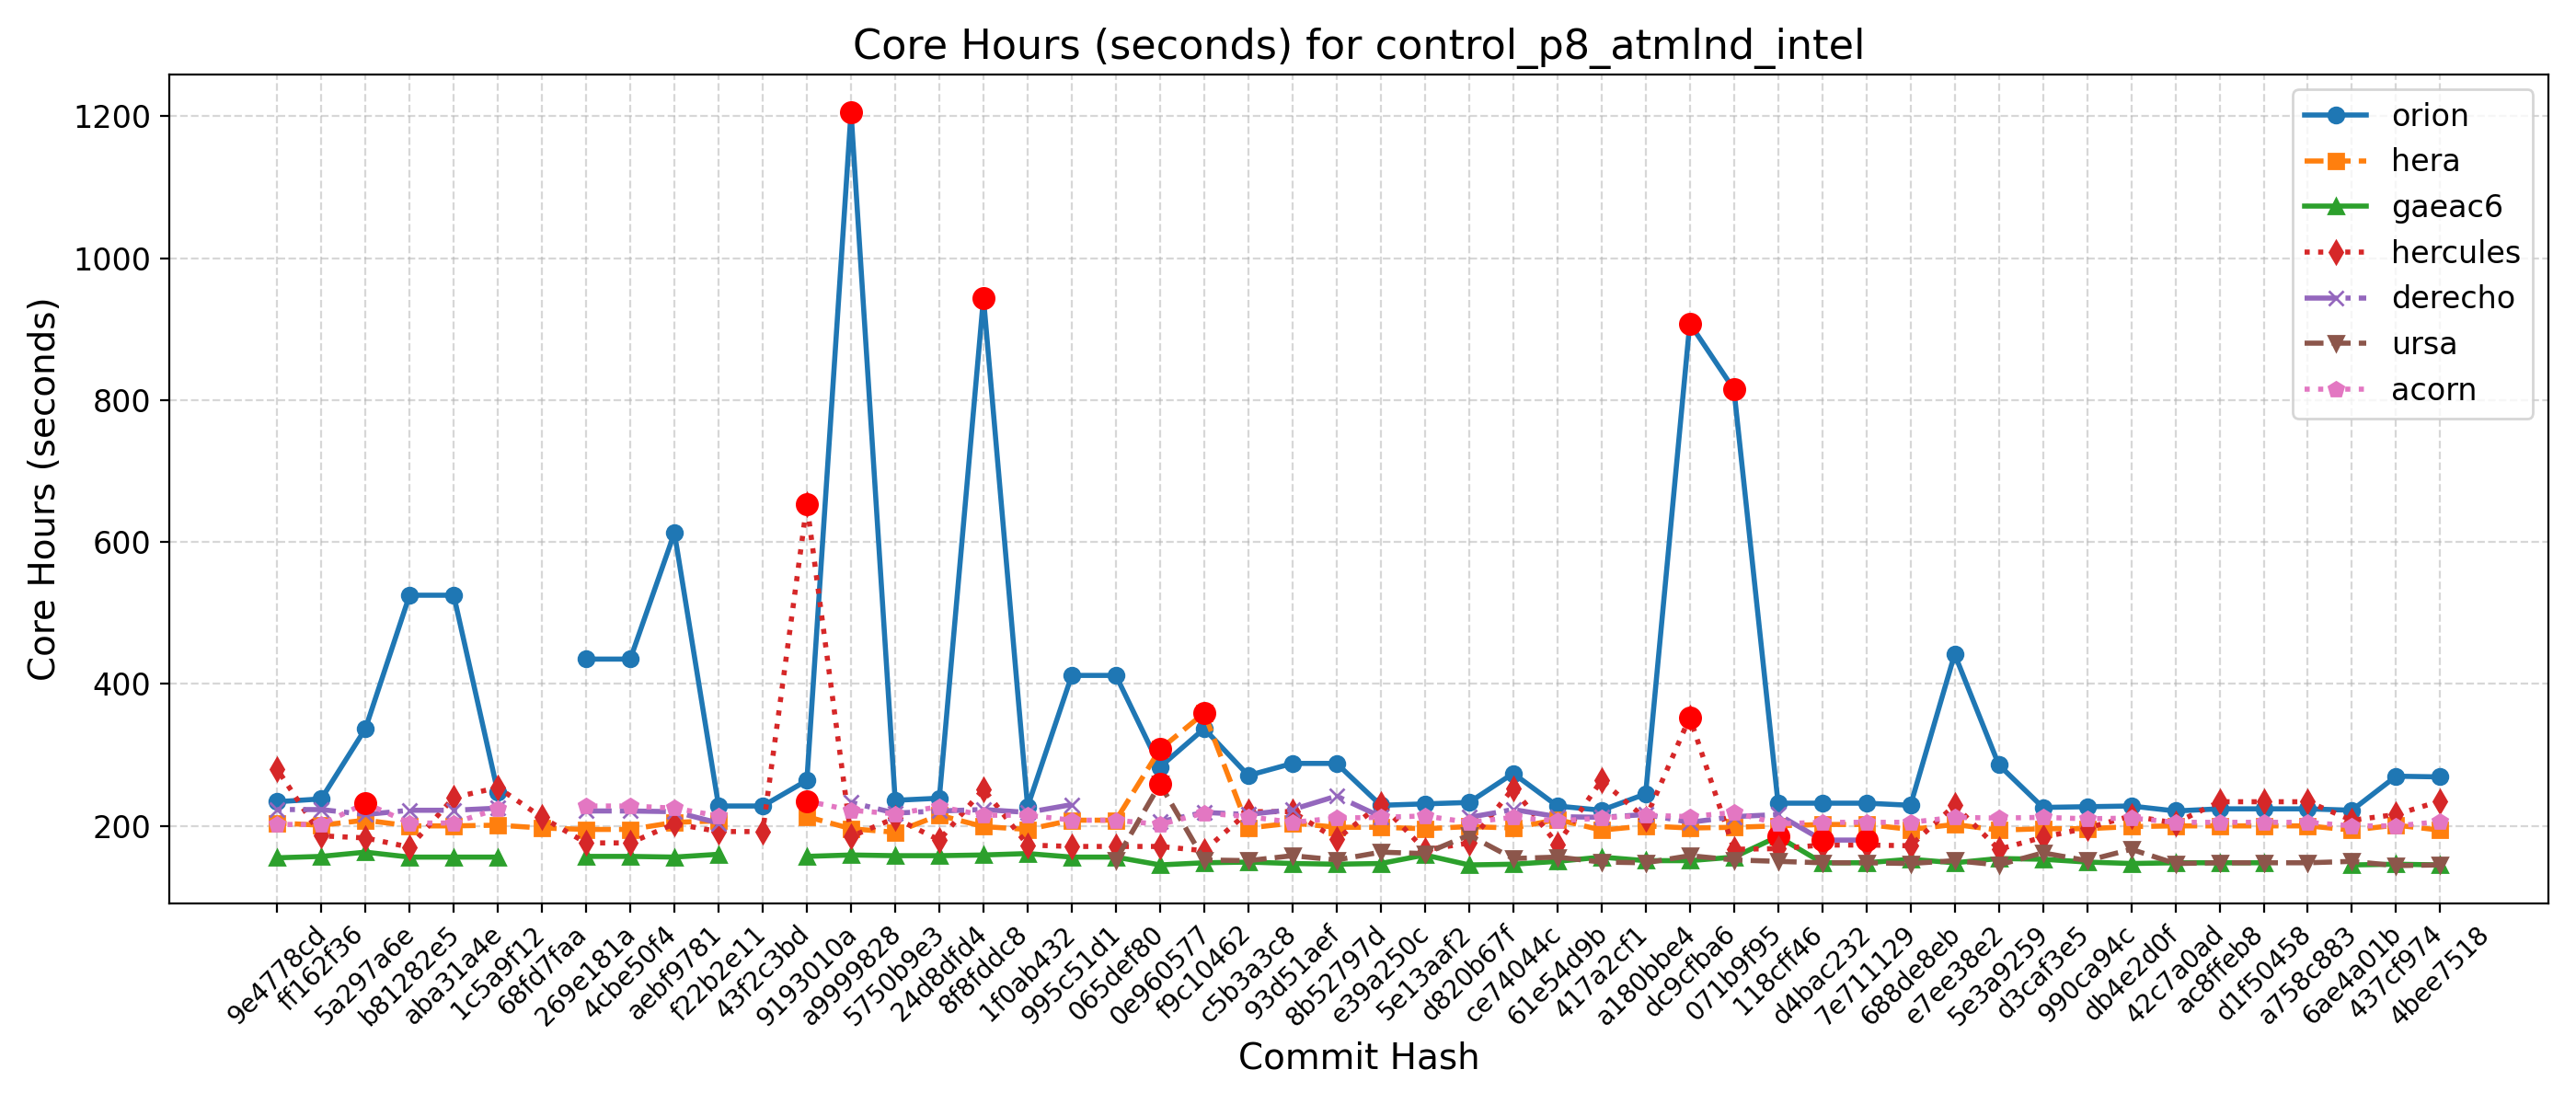 Core Hours (seconds) for control_p8_atmlnd_intel
Core Hours (seconds)
1200
1000
800
600
400
200
orion
hera
gaeac6
hercules
derecho
ursa
acorn
9e4778cd
ff162f36
5a297a6e
b81282e5
aba31a4e
1c5a9f12
68fd7faa
269e181a
4cbe50f4
aebf9781
f22b2e11
43f2c3bd
9193010a
a9999828
5750b9e3
24d8dfd4
8f8fddc8
1f0ab432
995c51d1
065def80
0e960577
f9c10462
c5b3a3c8
93d51aef
8b52797d
e39a250c
5e13aaf2
d820b67f
ce74044c
61e54d9b
417a2cf1
a180bbe4
dc9cfba6
071b9f95
118cff46
d4bac232
7e711129
688de8eb
e7ee38e2
5e3a9259
d3caf3e5
990ca94c
db4e2d0f
42c7a0ad
ac8ffeb8
d1f50458
a758c883
6ae4a01b
437cf974
4bee7518
Commit Hash